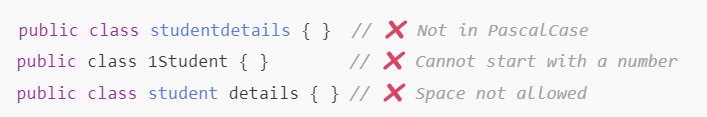 public class studentdetails { }  // ❌ Not in PascalCase
public class 1Student { }        // ❌ Cannot start with a number
public class student details { } // ❌ Space not allowed